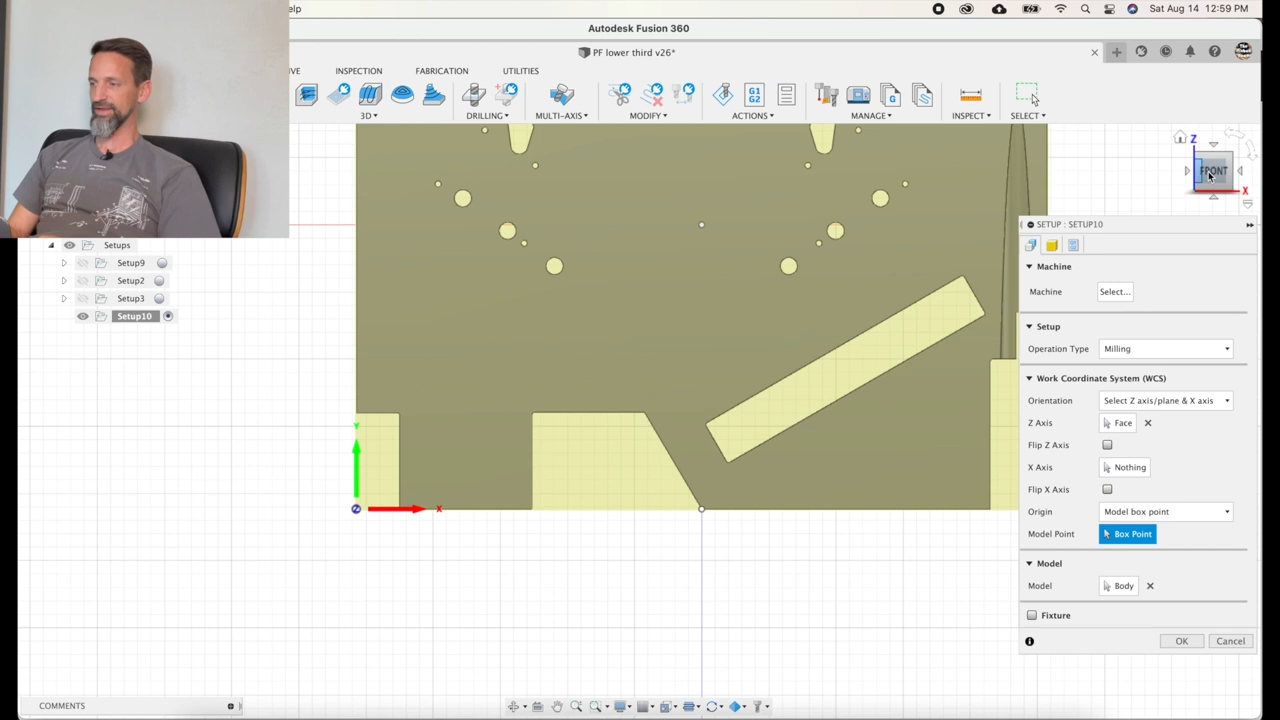 elp
Sat Aug 14 12:59 PM
Autodesk Fusion 360
PF lower third v26*
VE INSPECTION FABRICATION UTILITIES
G1
G2
G
3D▾ DRILLING▾ MULTI-AXIS▾ MODIFY▾ ACTIONS▾ MANAGE▾ INSPECT▾ SELECT▾
Z
FRONT
X
Setups
Setup9
Setup2
Setup3
Setup10
Y
Z
X
SETUP : SETUP10
Machine
Machine Select...
Setup
Operation Type Milling
Work Coordinate System (WCS)
Orientation Select Z axis/plane & X axis
Z Axis Face
Flip Z Axis
X Axis Nothing
Flip X Axis
Origin Model box point
Model Point Box Point
Model
Model Body
Fixture
OK Cancel
COMMENTS